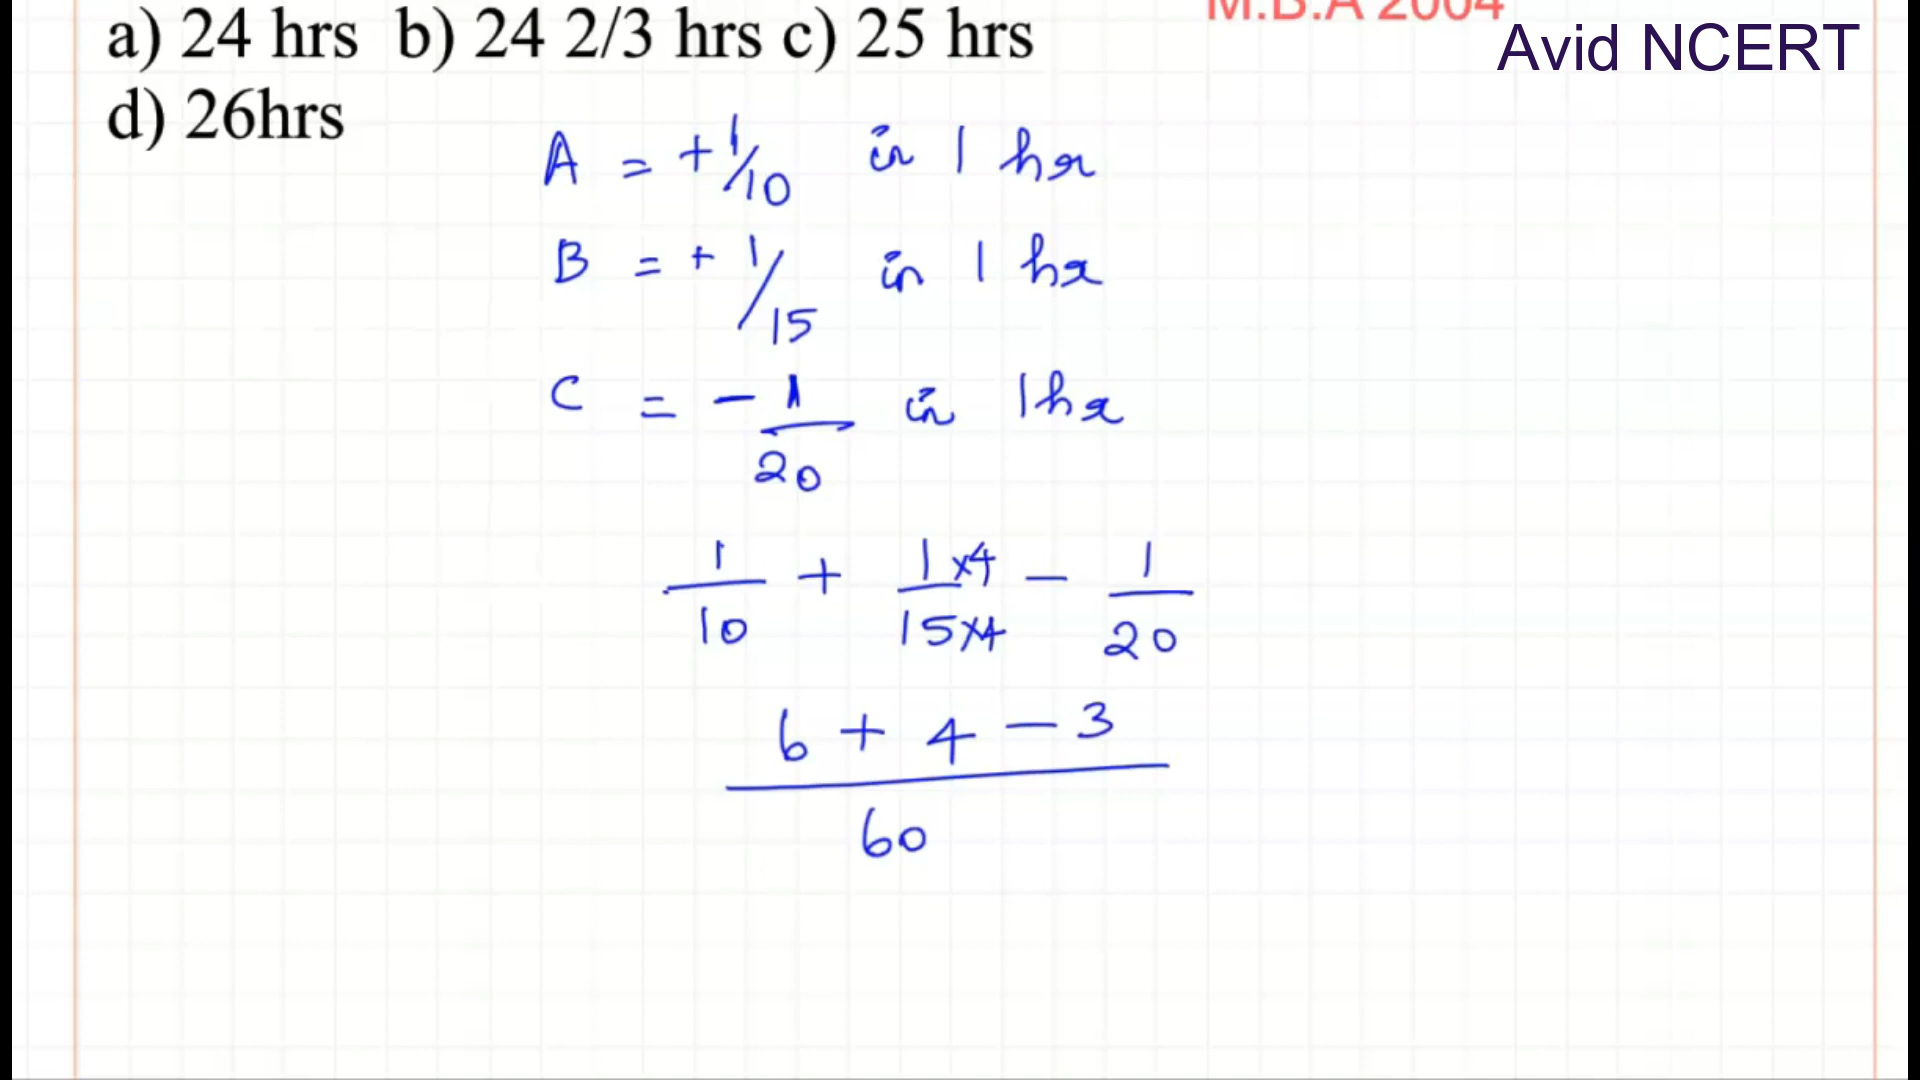 a) 24 hrs b) 24 2/3 hrs c) 25 hrs
M.B.A 2004
Avid NCERT
d) 26hrs
A = + 1/10 in 1 hr
B = + 1/15 in 1 hr
C = - 1/20 in 1 hr
1/10 + 1×4/15×4 - 1/20
6 + 4 - 3
60